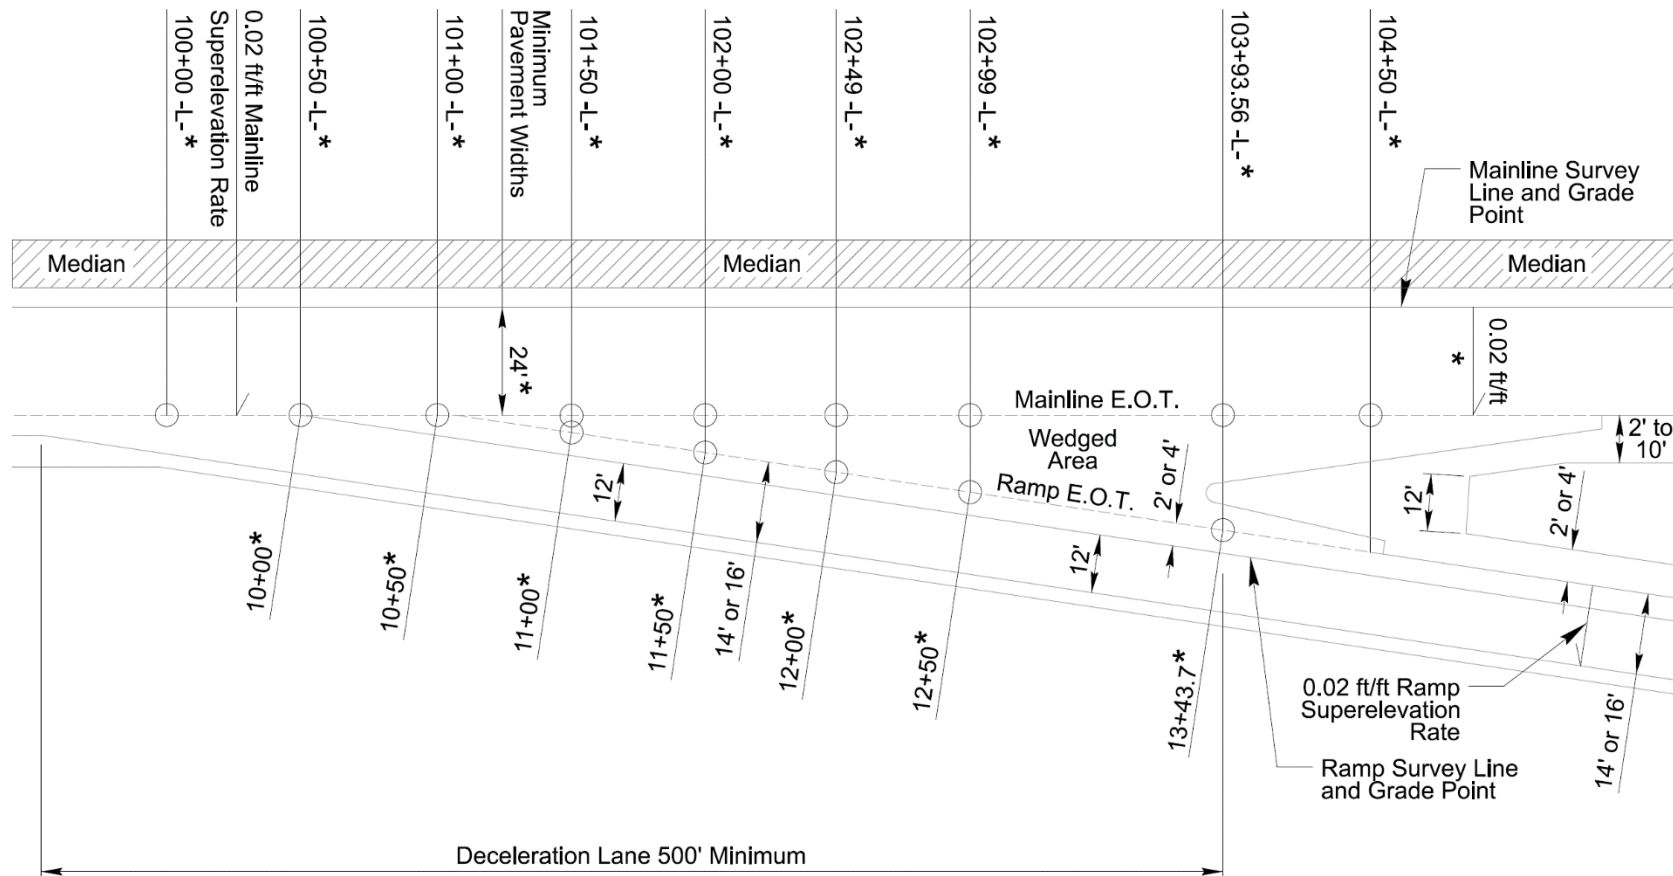 100+00 -L-*
0.02 ft/ft Mainline
Superelevation Rate
100+50 -L-*
101+00 -L-*
Minimum
Pavement Widths
101+50 -L-*
102+00 -L-*
102+49 -L-*
102+99 -L-*
103+93.56 -L-*
104+50 -L-*
Mainline Survey
Line and Grade
Point
Median
Median
Median
24'*
0.02 ft/ft
*
Mainline E.O.T.
Wedged
Area
Ramp E.O.T.
2' or 4'
2' to
10'
12'
12'
12'
2' or 4'
14' or 16'
10+00*
10+50*
11+00*
11+50*
12+00*
12+50*
13+43.7*
0.02 ft/ft Ramp
Superelevation
Rate
14' or 16'
Ramp Survey Line
and Grade Point
Deceleration Lane 500' Minimum